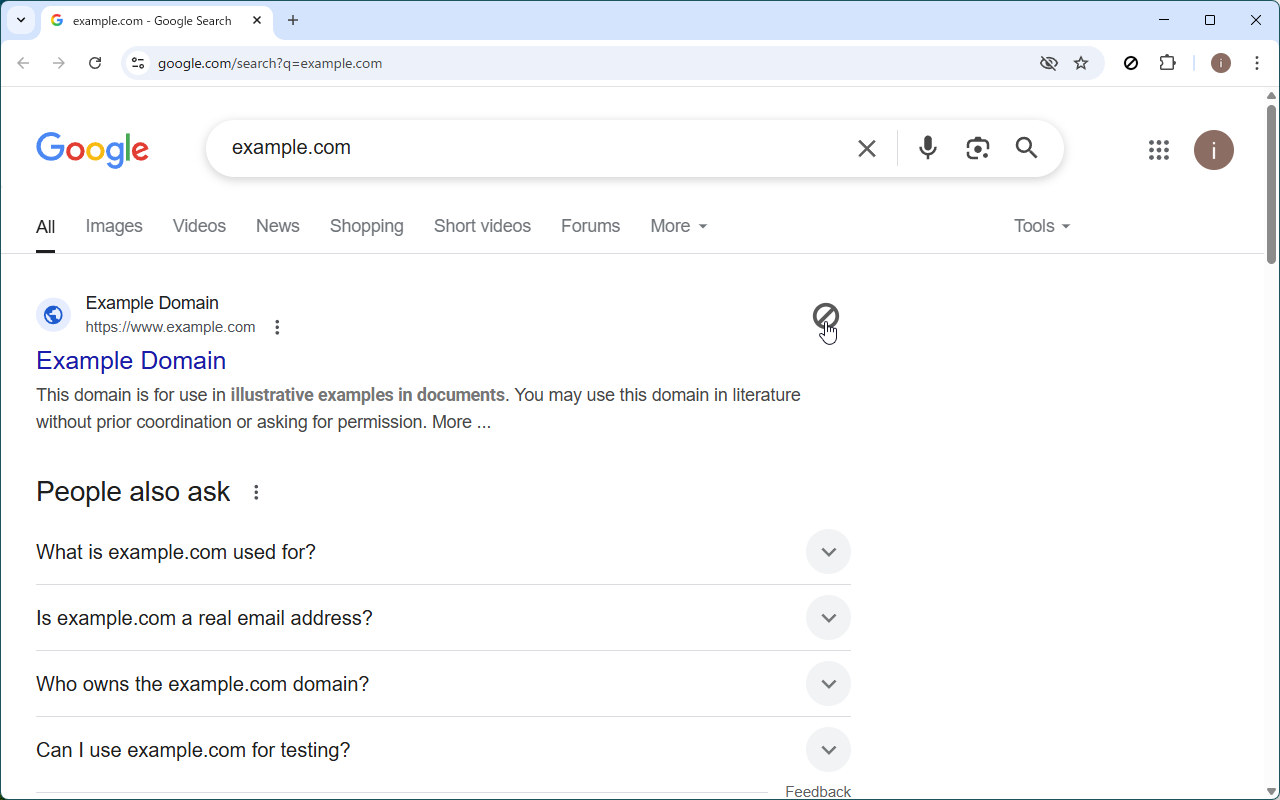 example.com - Google Search
google.com/search?q=example.com
i
Google
example.com
i
All Images Videos News Shopping Short videos Forums More Tools
Example Domain
https://www.example.com
Example Domain
This domain is for use in illustrative examples in documents. You may use this domain in literature
without prior coordination or asking for permission. More ...
People also ask
What is example.com used for?
Is example.com a real email address?
Who owns the example.com domain?
Can I use example.com for testing?
Feedback